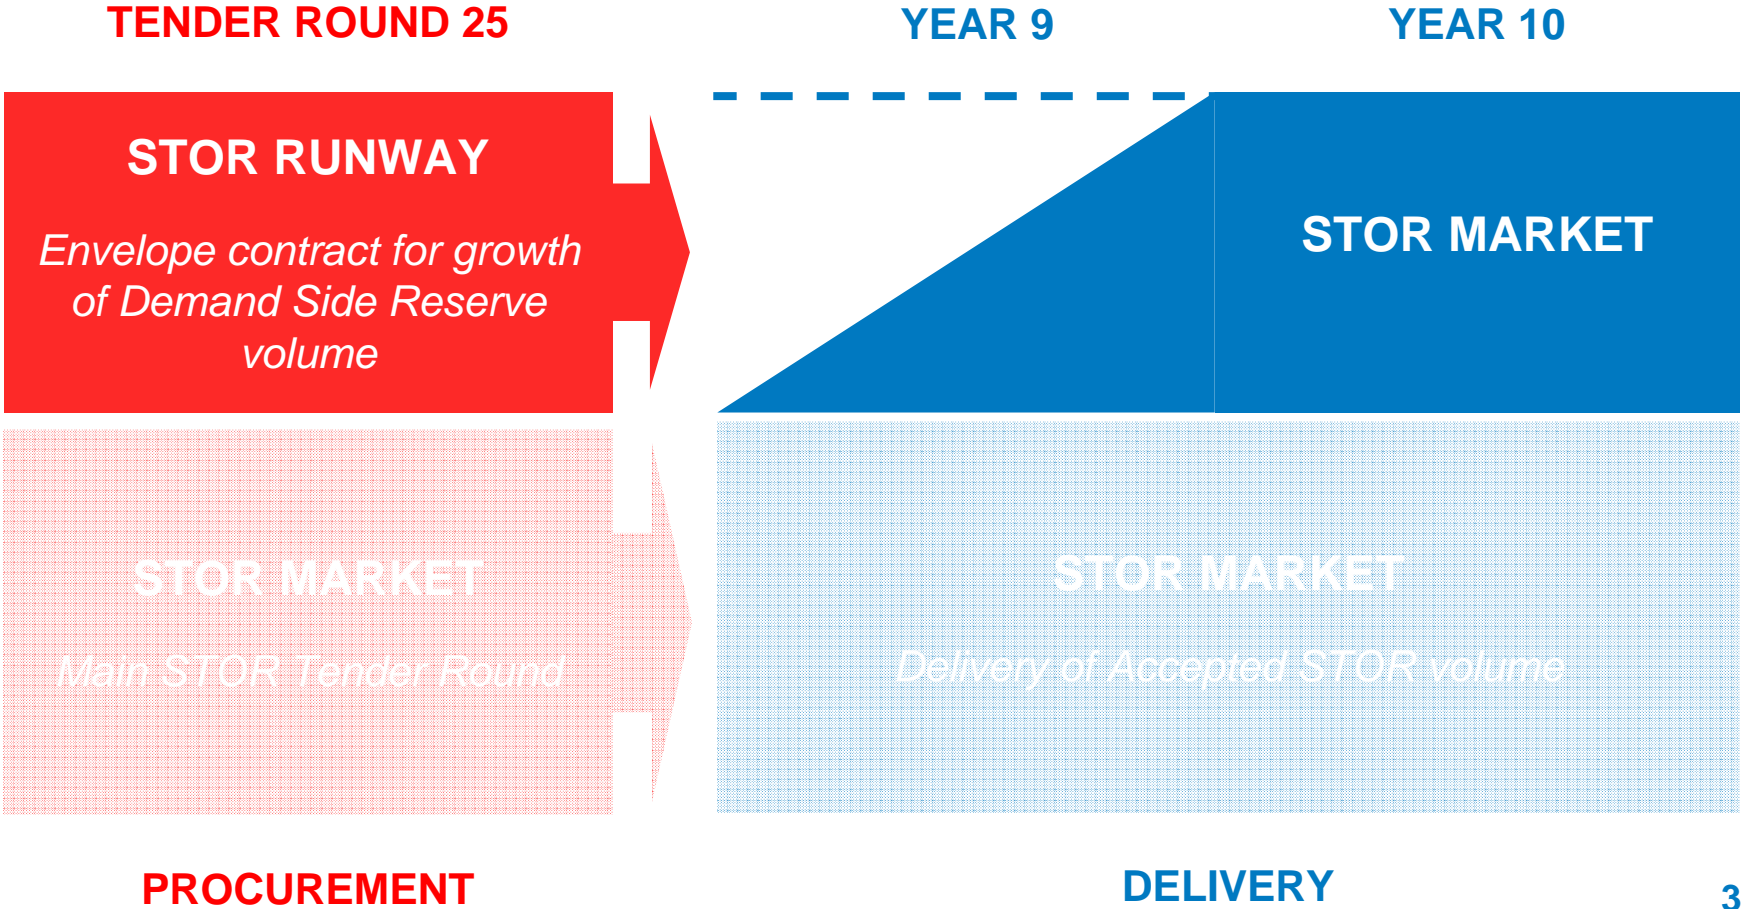 TENDER ROUND 25
YEAR 9
YEAR 10
STOR RUNWAY
Envelope contract for growth
of Demand Side Reserve
volume
STOR MARKET
STOR MARKET
Main STOR Tender Round
STOR MARKET
Delivery of Accepted STOR volume
PROCUREMENT
DELIVERY
3